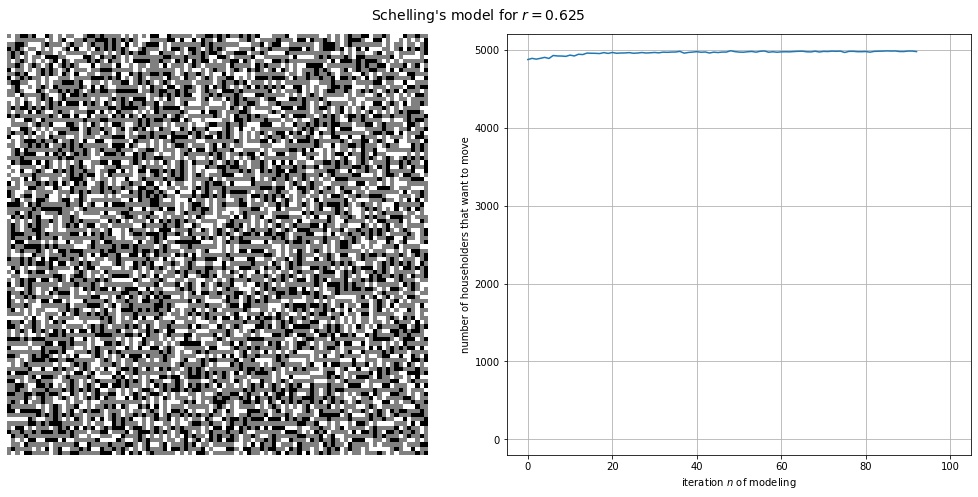 Schelling's model for r = 0.625
number of householders that want to move
5000
4000
3000
2000
1000
0
0 20 40 60 80 100
iteration n of modeling